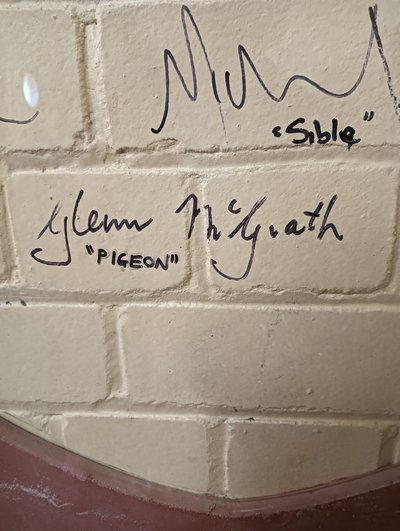 "Sible"
Glenn McGrath
"PIGEON"